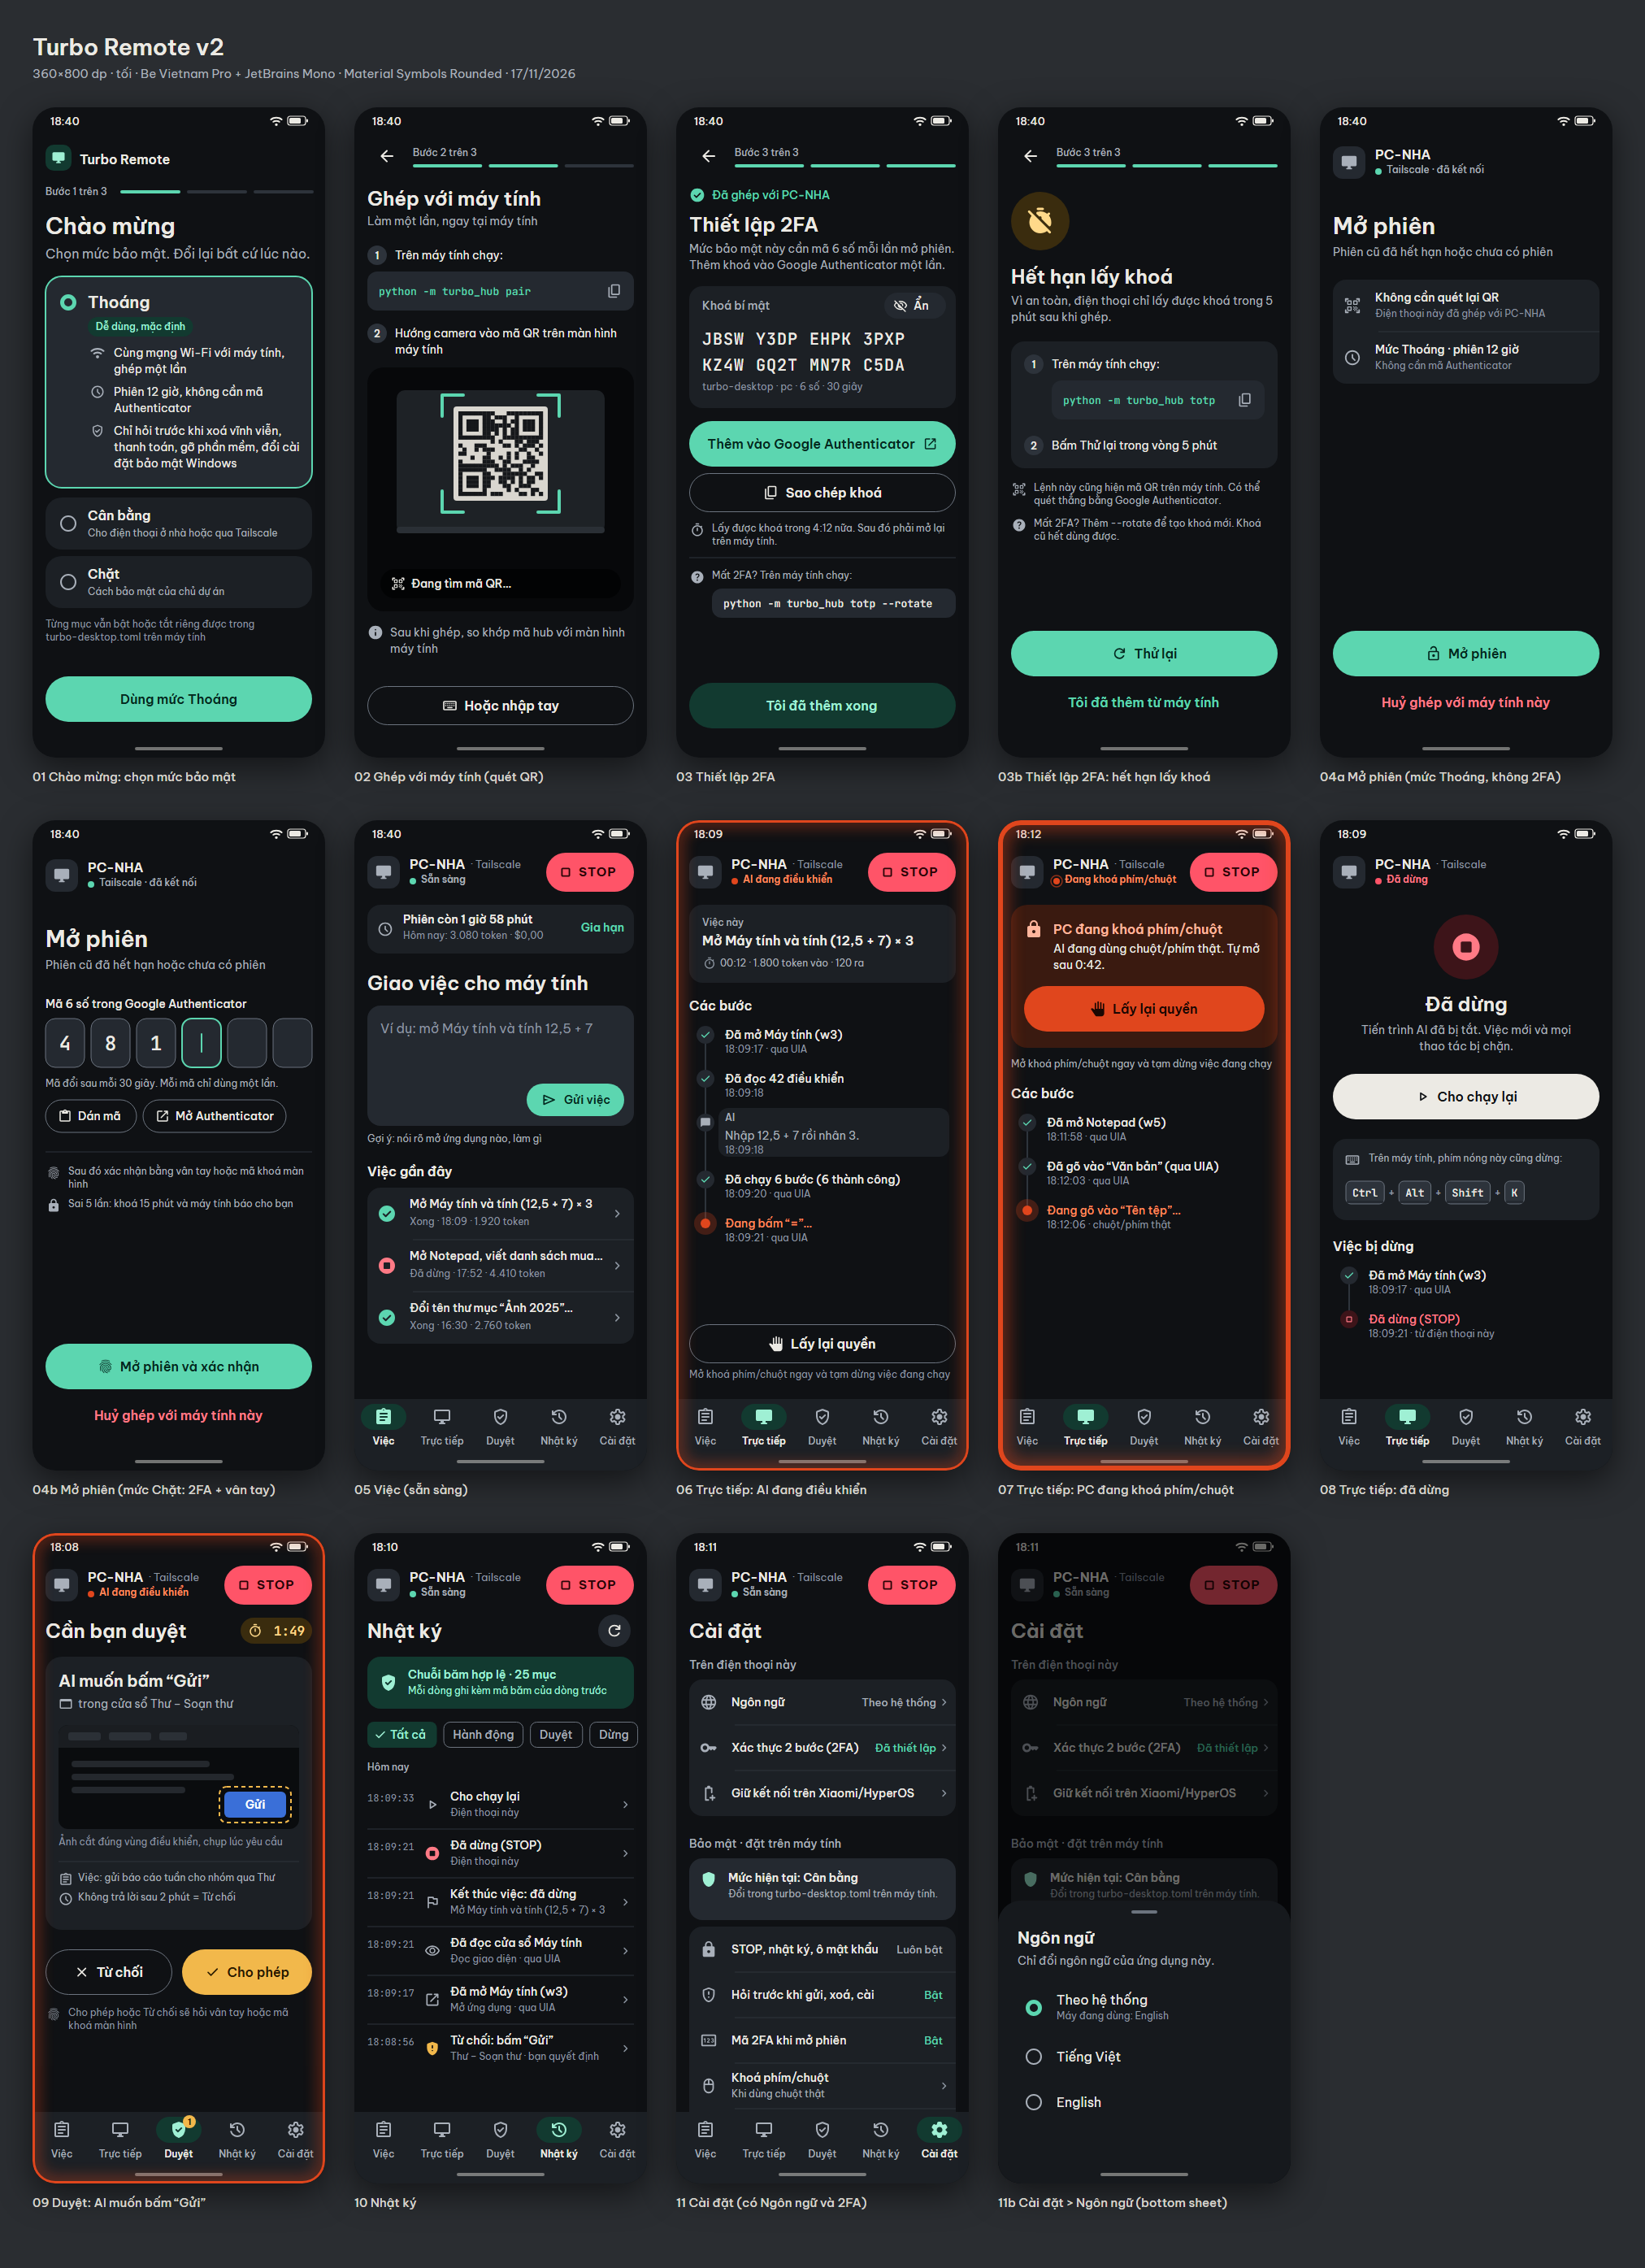 Turbo Remote v2
360×800 dp · tối · Be Vietnam Pro + JetBrains Mono · Material Symbols Rounded · 17/11/2026
18:40
Turbo Remote
Bước 1 trên 3
Chào mừng
Chọn mức bảo mật. Đổi lại bất cứ lúc nào.
Thoáng
Dễ dùng, mặc định
Cùng mạng Wi-Fi với máy tính,
ghép một lần
Phiên 12 giờ, không cần mã
Authenticator
Chỉ hỏi trước khi xoá vĩnh viễn,
thanh toán, gỡ phần mềm, đổi cài
đặt bảo mật Windows
Cân bằng
Cho điện thoại ở nhà hoặc qua Tailscale
Chặt
Cách bảo mật của chủ dự án
Từng mục vẫn bật hoặc tắt riêng được trong
turbo-desktop.toml trên máy tính
Dùng mức Thoáng
01 Chào mừng: chọn mức bảo mật
18:40
Bước 2 trên 3
Ghép với máy tính
Làm một lần, ngay tại máy tính
1 Trên máy tính chạy:
python -m turbo_hub pair
2 Hướng camera vào mã QR trên màn hình
máy tính
Đang tìm mã QR...
Sau khi ghép, so khớp mã hub với màn hình
máy tính
Hoặc nhập tay
02 Ghép với máy tính (quét QR)
18:40
Bước 3 trên 3
Đã ghép với PC-NHA
Thiết lập 2FA
Mức bảo mật này cần mã 6 số mỗi lần mở phiên.
Thêm khoá vào Google Authenticator một lần.
Khoá bí mật Ẩn
JBSW Y3DP EHPK 3PXP
KZ4W GQ2T MN7R C5DA
turbo-desktop · pc · 6 số · 30 giây
Thêm vào Google Authenticator
Sao chép khoá
Lấy được khoá trong 4:12 nữa. Sau đó phải mở lại
trên máy tính.
Mất 2FA? Trên máy tính chạy:
python -m turbo_hub totp --rotate
Tôi đã thêm xong
03 Thiết lập 2FA
18:40
Bước 3 trên 3
Hết hạn lấy khoá
Vì an toàn, điện thoại chỉ lấy được khoá trong 5
phút sau khi ghép.
1 Trên máy tính chạy:
python -m turbo_hub totp
2 Bấm Thử lại trong vòng 5 phút
Lệnh này cũng hiện mã QR trên máy tính. Có thể
quét thẳng bằng Google Authenticator.
Mất 2FA? Thêm --rotate để tạo khoá mới. Khoá
cũ hết dùng được.
Thử lại
Tôi đã thêm từ máy tính
03b Thiết lập 2FA: hết hạn lấy khoá
18:40
PC-NHA
Tailscale · đã kết nối
Mở phiên
Phiên cũ đã hết hạn hoặc chưa có phiên
Không cần quét lại QR
Điện thoại này đã ghép với PC-NHA
Mức Thoáng · phiên 12 giờ
Không cần mã Authenticator
Mở phiên
Huỷ ghép với máy tính này
04a Mở phiên (mức Thoáng, không 2FA)
18:40
PC-NHA
Tailscale · đã kết nối
Mở phiên
Phiên cũ đã hết hạn hoặc chưa có phiên
Mã 6 số trong Google Authenticator
4 8 1
Mã đổi sau mỗi 30 giây. Mỗi mã chỉ dùng một lần.
Dán mã Mở Authenticator
Sau đó xác nhận bằng vân tay hoặc mã khoá màn
hình
Sai 5 lần: khoá 15 phút và máy tính báo cho bạn
Mở phiên và xác nhận
Huỷ ghép với máy tính này
04b Mở phiên (mức Chặt: 2FA + vân tay)
18:40
PC-NHA · Tailscale
Sẵn sàng
STOP
Phiên còn 1 giờ 58 phút
Hôm nay: 3.080 token · $0,00
Gia hạn
Giao việc cho máy tính
Ví dụ: mở Máy tính và tính 12,5 + 7
Gửi việc
Gợi ý: nói rõ mở ứng dụng nào, làm gì
Việc gần đây
Mở Máy tính và tính (12,5 + 7) × 3
Xong · 18:09 · 1.920 token
Mở Notepad, viết danh sách mua...
Đã dừng · 17:52 · 4.410 token
Đổi tên thư mục “Ảnh 2025”...
Xong · 16:30 · 2.760 token
Việc Trực tiếp Duyệt Nhật ký Cài đặt
05 Việc (sẵn sàng)
18:09
PC-NHA · Tailscale
AI đang điều khiển
STOP
Việc này
Mở Máy tính và tính (12,5 + 7) × 3
00:12 · 1.800 token vào · 120 ra
Các bước
Đã mở Máy tính (w3)
18:09:17 · qua UIA
Đã đọc 42 điều khiển
18:09:18
AI
Nhập 12,5 + 7 rồi nhân 3.
18:09:18
Đã chạy 6 bước (6 thành công)
18:09:20 · qua UIA
Đang bấm “=”...
18:09:21 · qua UIA
Lấy lại quyền
Mở khoá phím/chuột ngay và tạm dừng việc đang chạy
Việc Trực tiếp Duyệt Nhật ký Cài đặt
06 Trực tiếp: AI đang điều khiển
18:12
PC-NHA · Tailscale
Đang khoá phím/chuột
STOP
PC đang khoá phím/chuột
AI đang dùng chuột/phím thật. Tự mở
sau 0:42.
Lấy lại quyền
Mở khoá phím/chuột ngay và tạm dừng việc đang chạy
Các bước
Đã mở Notepad (w5)
18:11:58 · qua UIA
Đã gõ vào “Văn bản” (qua UIA)
18:12:03 · qua UIA
Đang gõ vào “Tên tệp”...
18:12:06 · chuột/phím thật
Việc Trực tiếp Duyệt Nhật ký Cài đặt
07 Trực tiếp: PC đang khoá phím/chuột
18:09
PC-NHA · Tailscale
Đã dừng
Đã dừng
Tiến trình AI đã bị tắt. Việc mới và mọi
thao tác bị chặn.
Cho chạy lại
Trên máy tính, phím nóng này cũng dừng:
Ctrl + Alt + Shift + K
Việc bị dừng
Đã mở Máy tính (w3)
18:09:17 · qua UIA
Đã dừng (STOP)
18:09:21 · từ điện thoại này
Việc Trực tiếp Duyệt Nhật ký Cài đặt
08 Trực tiếp: đã dừng
18:08
PC-NHA · Tailscale
AI đang điều khiển
STOP
Cần bạn duyệt 1:49
AI muốn bấm “Gửi”
trong cửa sổ Thư – Soạn thư
Gửi
Ảnh cắt đúng vùng điều khiển, chụp lúc yêu cầu
Việc: gửi báo cáo tuần cho nhóm qua Thư
Không trả lời sau 2 phút = Từ chối
Từ chối Cho phép
Cho phép hoặc Từ chối sẽ hỏi vân tay hoặc mã
khoá màn hình
1
Việc Trực tiếp Duyệt Nhật ký Cài đặt
09 Duyệt: AI muốn bấm “Gửi”
18:10
PC-NHA · Tailscale
Sẵn sàng
STOP
Nhật ký
Chuỗi băm hợp lệ · 25 mục
Mỗi dòng ghi kèm mã băm của dòng trước
Tất cả Hành động Duyệt Dừng
Hôm nay
18:09:33 Cho chạy lại
Điện thoại này
18:09:21 Đã dừng (STOP)
Điện thoại này
18:09:21 Kết thúc việc: đã dừng
Mở Máy tính và tính (12,5 + 7) × 3
18:09:21 Đã đọc cửa sổ Máy tính
Đọc giao diện · qua UIA
18:09:17 Đã mở Máy tính (w3)
Mở ứng dụng · qua UIA
18:08:56 Từ chối: bấm “Gửi”
Thư – Soạn thư · bạn quyết định
Việc Trực tiếp Duyệt Nhật ký Cài đặt
10 Nhật ký
18:11
PC-NHA · Tailscale
Sẵn sàng
STOP
Cài đặt
Trên điện thoại này
Ngôn ngữ Theo hệ thống
Xác thực 2 bước (2FA) Đã thiết lập
Giữ kết nối trên Xiaomi/HyperOS
Bảo mật · đặt trên máy tính
Mức hiện tại: Cân bằng
Đổi trong turbo-desktop.toml trên máy tính.
STOP, nhật ký, ô mật khẩu Luôn bật
Hỏi trước khi gửi, xoá, cài Bật
Mã 2FA khi mở phiên Bật
Khoá phím/chuột
Khi dùng chuột thật
Việc Trực tiếp Duyệt Nhật ký Cài đặt
11 Cài đặt (có Ngôn ngữ và 2FA)
18:11
PC-NHA · Tailscale
Sẵn sàng
STOP
Cài đặt
Trên điện thoại này
Ngôn ngữ Theo hệ thống
Xác thực 2 bước (2FA) Đã thiết lập
Giữ kết nối trên Xiaomi/HyperOS
Bảo mật · đặt trên máy tính
Mức hiện tại: Cân bằng
Đổi trong turbo-desktop.toml trên máy tính.
Ngôn ngữ
Chỉ đổi ngôn ngữ của ứng dụng này.
Theo hệ thống
Máy đang dùng: English
Tiếng Việt
English
11b Cài đặt > Ngôn ngữ (bottom sheet)